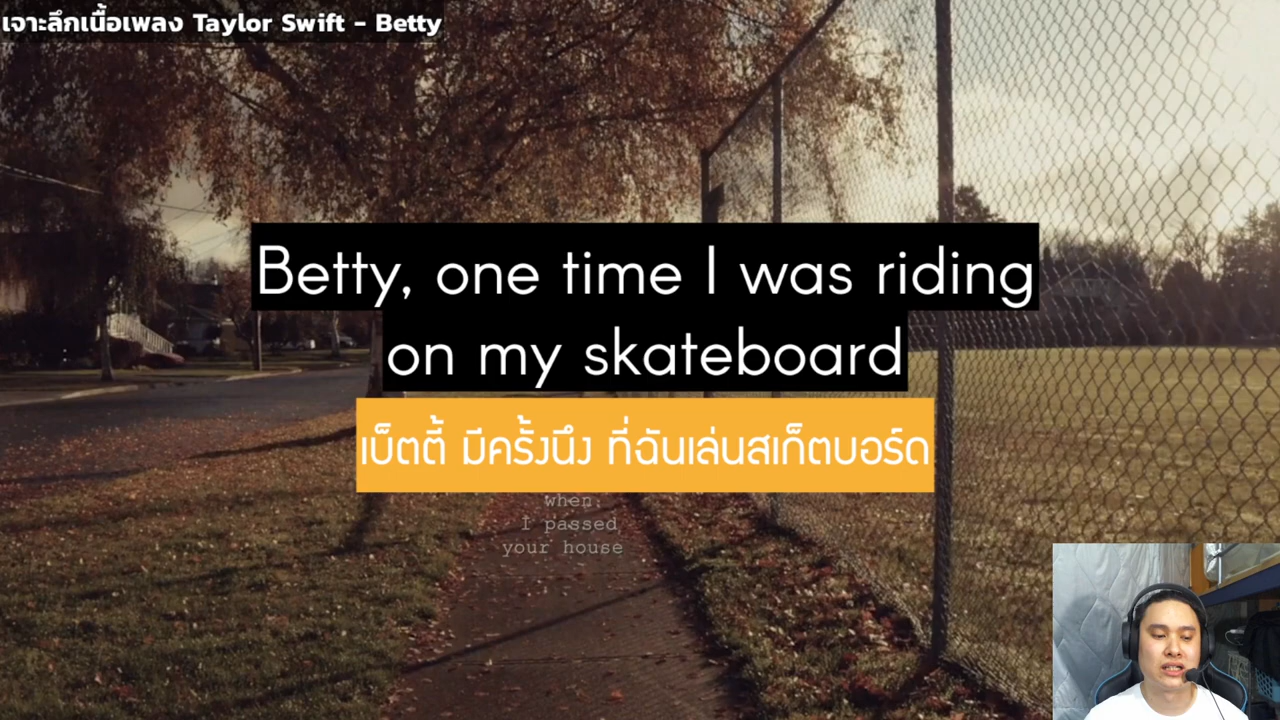 เจาะลึกเนื้อเพลง Taylor Swift - Betty
Betty, one time I was riding
on my skateboard
เบ็ตตี้ มีครั้งนึง ที่ฉันเล่นสเก็ตบอร์ด
when
I passed
your house